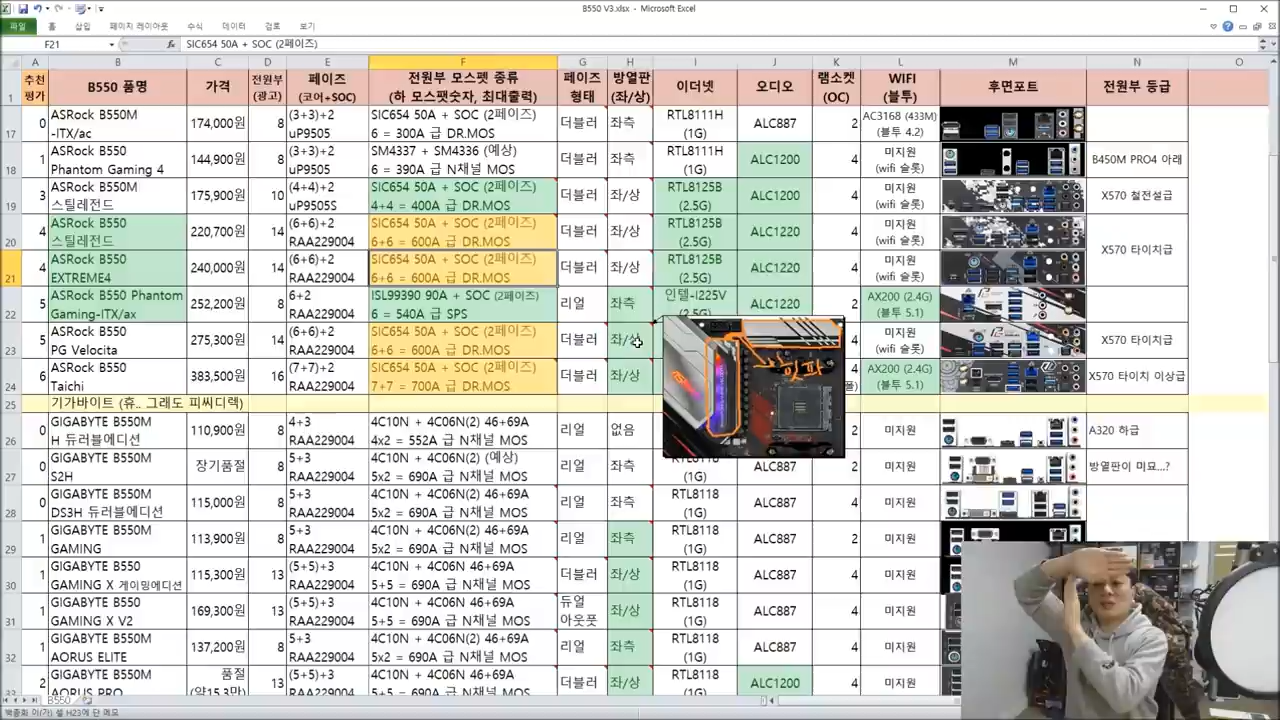 B550 V3.xlsx - Microsoft Excel
파일 홈 삽입 페이지 레이아웃 수식 데이터 검토 보기
F21 fx SIC654 50A + SOC (2페이즈)
A B C D E F G H I J K L M N O
1 추천 평가 B550 품명 가격 전원부 (광고) 페이즈 (코어+SOC) 전원부 모스펫 종류 (하 모스팻숫자, 최대출력) 페이즈 형태 방열판 (좌/상) 이더넷 오디오 램소켓 (OC) WIFI (블투) 후면포트 전원부 등급
17 0 ASRock B550M -ITX/ac 174,000원 8 (3+3)+2 uP9505 SIC654 50A + SOC (2페이즈) 6 = 300A 급 DR.MOS 더블러 좌측 RTL8111H (1G) ALC887 2 AC3168 (433M) (블투 4.2)
18 1 ASRock B550 Phantom Gaming 4 144,900원 8 (3+3)+2 uP9505 SM4337 + SM4336 (예상) 6 = 390A 급 N채널 MOS 더블러 좌측 RTL8111H (1G) ALC1200 4 미지원 (wifi 슬롯) B450M PRO4 아래
19 3 ASRock B550M 스틸레전드 175,900원 10 (4+4)+2 uP9505S SIC654 50A + SOC (2페이즈) 4+4 = 400A 급 DR.MOS 더블러 좌/상 RTL8125B (2.5G) ALC1200 4 미지원 (wifi 슬롯) X570 철전설급
20 4 ASRock B550 스틸레전드 220,700원 14 (6+6)+2 RAA229004 SIC654 50A + SOC (2페이즈) 6+6 = 600A 급 DR.MOS 더블러 좌/상 RTL8125B (2.5G) ALC1220 4 미지원 (wifi 슬롯) X570 타이치급
21 4 ASRock B550 EXTREME4 240,000원 14 (6+6)+2 RAA229004 SIC654 50A + SOC (2페이즈) 6+6 = 600A 급 DR.MOS 더블러 좌/상 RTL8125B (2.5G) ALC1220 4 미지원 (wifi 슬롯)
22 5 ASRock B550 Phantom Gaming-ITX/ax 252,200원 8 6+2 RAA229004 ISL99390 90A + SOC (2페이즈) 6 = 540A 급 SPS 리얼 좌측 인텔-I225V (2.5G) ALC1220 2 AX200 (2.4G) (블투 5.1)
23 5 ASRock B550 PG Velocita 275,300원 14 (6+6)+2 RAA229004 SIC654 50A + SOC (2페이즈) 6+6 = 600A 급 DR.MOS 더블러 좌/상 4 미지원 (wifi 슬롯) X570 타이치급
24 6 ASRock B550 Taichi 383,500원 16 (7+7)+2 RAA229004 SIC654 50A + SOC (2페이즈) 7+7 = 700A 급 DR.MOS 더블러 좌/상 4 AX200 (2.4G) (블투 5.1) X570 타이치 이상급
25 기가바이트 (휴.. 그래도 피씨디렉)
26 0 GIGABYTE B550M H 듀러블에디션 110,900원 8 4+3 RAA229004 4C10N + 4C06N(2) 46+69A 4x2 = 552A 급 N채널 MOS 리얼 없음 2 미지원 A320 하급
27 0 GIGABYTE B550M S2H 장기품절 8 5+3 RAA229004 4C10N + 4C06N(2) (예상) 5x2 = 690A 급 N채널 MOS 리얼 좌측 RTL8118 (1G) ALC887 4 미지원 방열판이 미묘...?
28 0 GIGABYTE B550M DS3H 듀러블에디션 115,000원 8 5+3 RAA229004 4C10N + 4C06N(2) 46+69A 5x2 = 690A 급 N채널 MOS 리얼 좌측 RTL8118 (1G) ALC887 4 미지원
29 1 GIGABYTE B550M GAMING 113,900원 8 5+3 RAA229004 4C10N + 4C06N(2) 46+69A 5x2 = 690A 급 N채널 MOS 리얼 좌측 RTL8118 (1G) ALC887 2 미지원
30 1 GIGABYTE B550 GAMING X 게이밍에디션 115,300원 13 (5+5)+3 RAA229004 4C10N + 4C06N 46+69A 5+5 = 690A 급 N채널 MOS 더블러 좌/상 RTL8118 (1G) ALC887 4 미지원
31 1 GIGABYTE B550 GAMING X V2 169,300원 13 (5+5)+3 RAA229004 4C10N + 4C06N 46+69A 5+5 = 690A 급 N채널 MOS 듀얼 아웃풋 좌/상 RTL8118 (1G) ALC887 4 미지원
32 1 GIGABYTE B550M AORUS ELITE 137,200원 8 5+3 RAA229004 4C10N + 4C06N(2) 46+69A 5x2 = 690A 급 N채널 MOS 리얼 좌측 RTL8118 (1G) ALC887 4 미지원
33 2 GIGABYTE B550M AORUS PRO 품절 (약15.3만) 13 (5+5)+3 RAA229004 4C10N + 4C06N 46+69A 5+5 = 690A 급 N채널 MOS 더블러 좌/상 RTL8118 (1G) ALC1200 4 미지원
B550